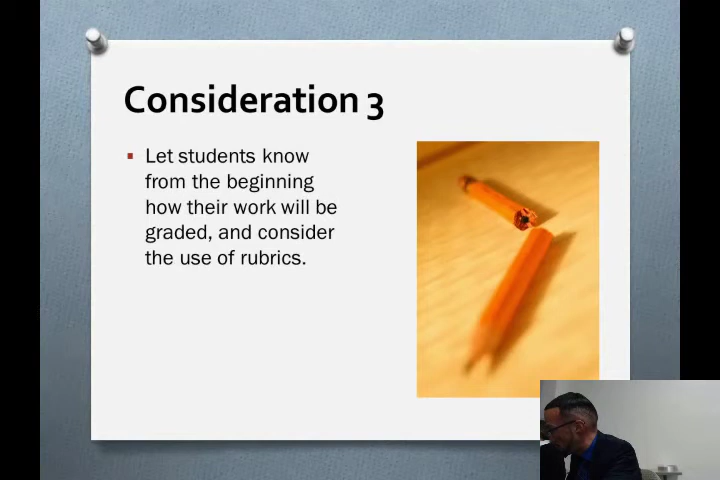 Consideration 3
Let students know
from the beginning
how their work will be
graded, and consider
the use of rubrics.